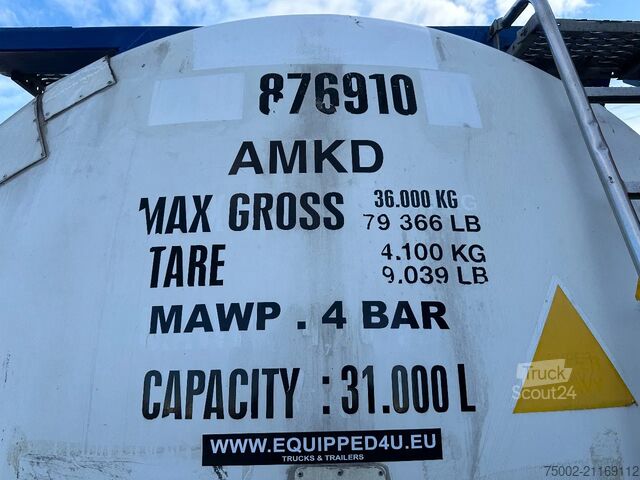 876910
AMKD
MAX GROSS 36.000 KG
79 366 LB
TARE 4.100 KG
9.039 LB
MAWP . 4 BAR
CAPACITY : 31.000 L
WWW.EQUIPPED4U.EU
TRUCKS & TRAILERS
Truck
Scout24
75002-21169112